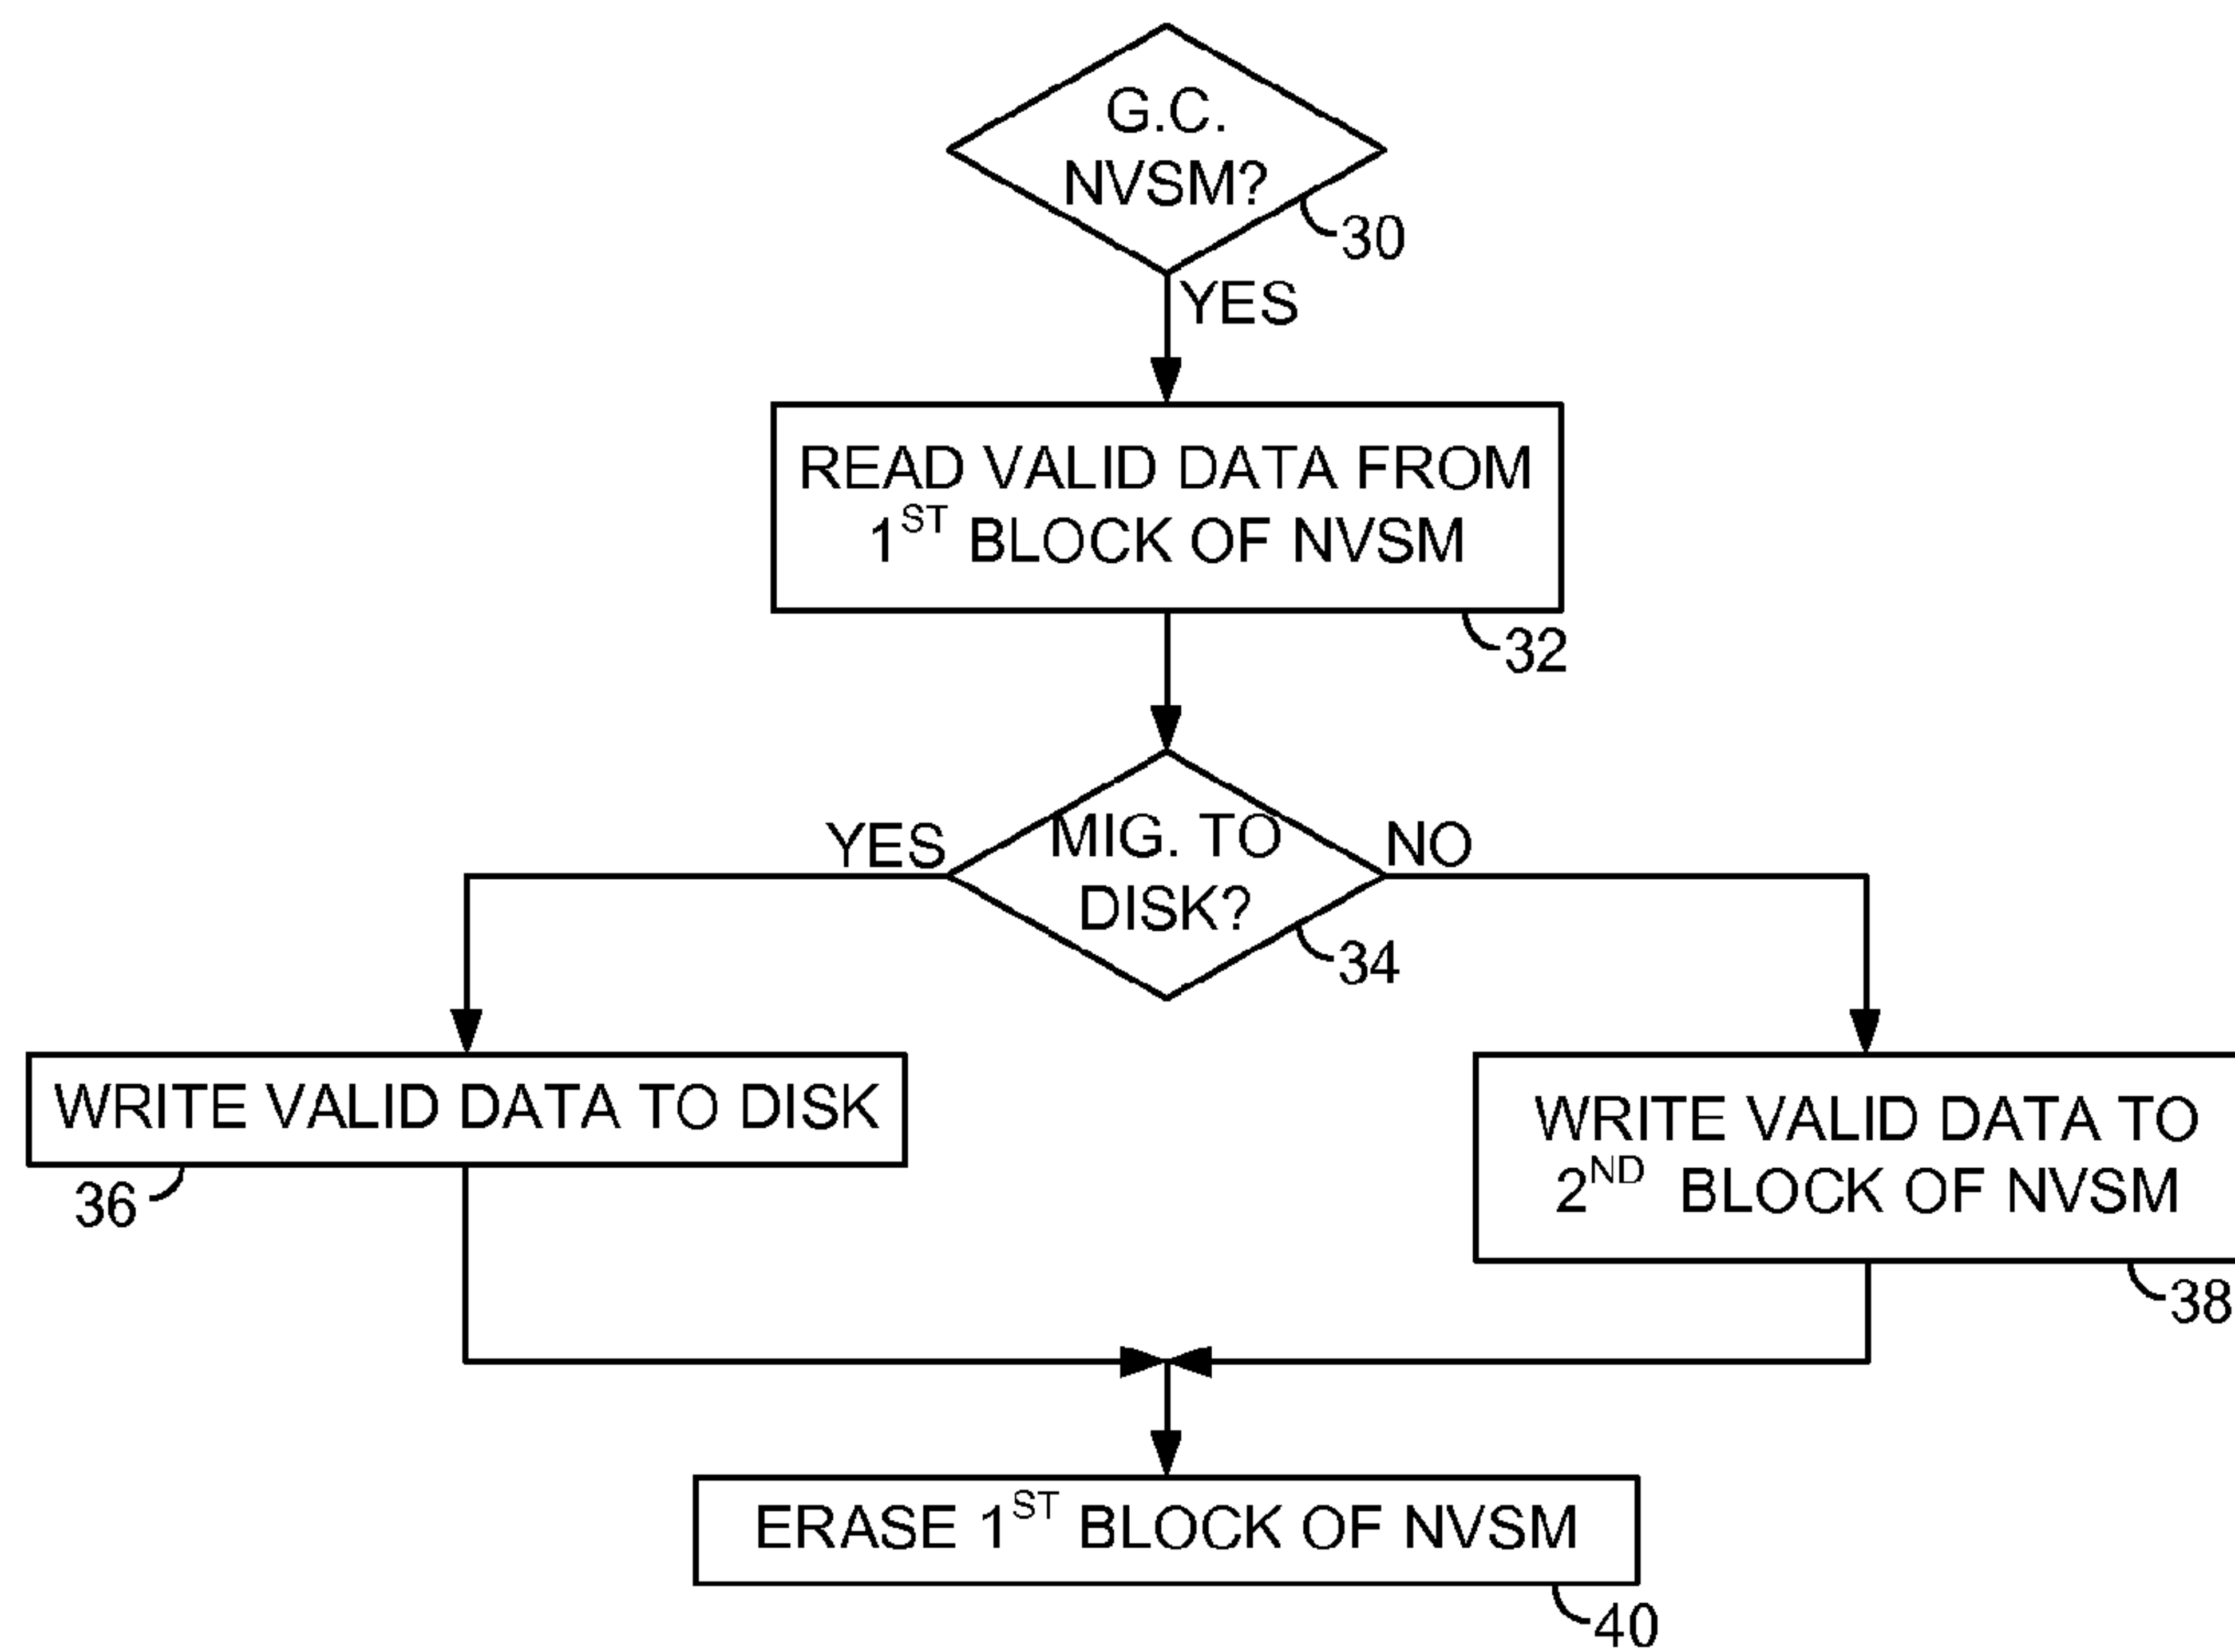 G.C.
NVSM?
30
YES
READ VALID DATA FROM
1ST BLOCK OF NVSM
32
YES
MIG. TO
NO
DISK?
34
WRITE VALID DATA TO DISK
36
WRITE VALID DATA TO
2ND BLOCK OF NVSM
38
ERASE 1ST BLOCK OF NVSM
40